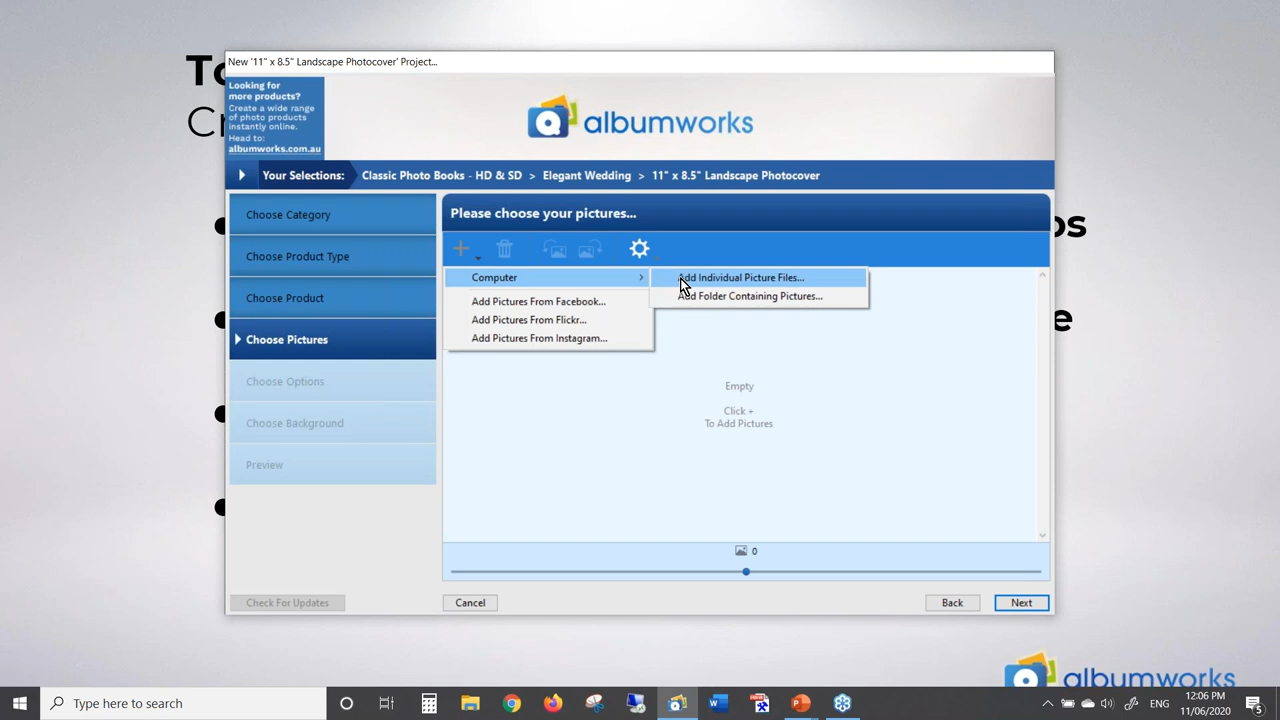 New '11" x 8.5" Landscape Photocover' Project...
Looking for
more products?
Create a wide range
of photo products
instantly online.
Head to:
albumworks.com.au
albumworks
Your Selections: Classic Photo Books - HD & SD > Elegant Wedding > 11" x 8.5" Landscape Photocover
Choose Category
Choose Product Type
Choose Product
Choose Pictures
Choose Options
Choose Background
Preview
Please choose your pictures...
Computer
Add Pictures From Facebook...
Add Pictures From Flickr...
Add Pictures From Instagram...
Add Individual Picture Files...
Add Folder Containing Pictures...
Empty
Click +
To Add Pictures
0
Check For Updates
Cancel
Back
Next
albumworks
Type here to search
ENG
12:06 PM
11/06/2020
5